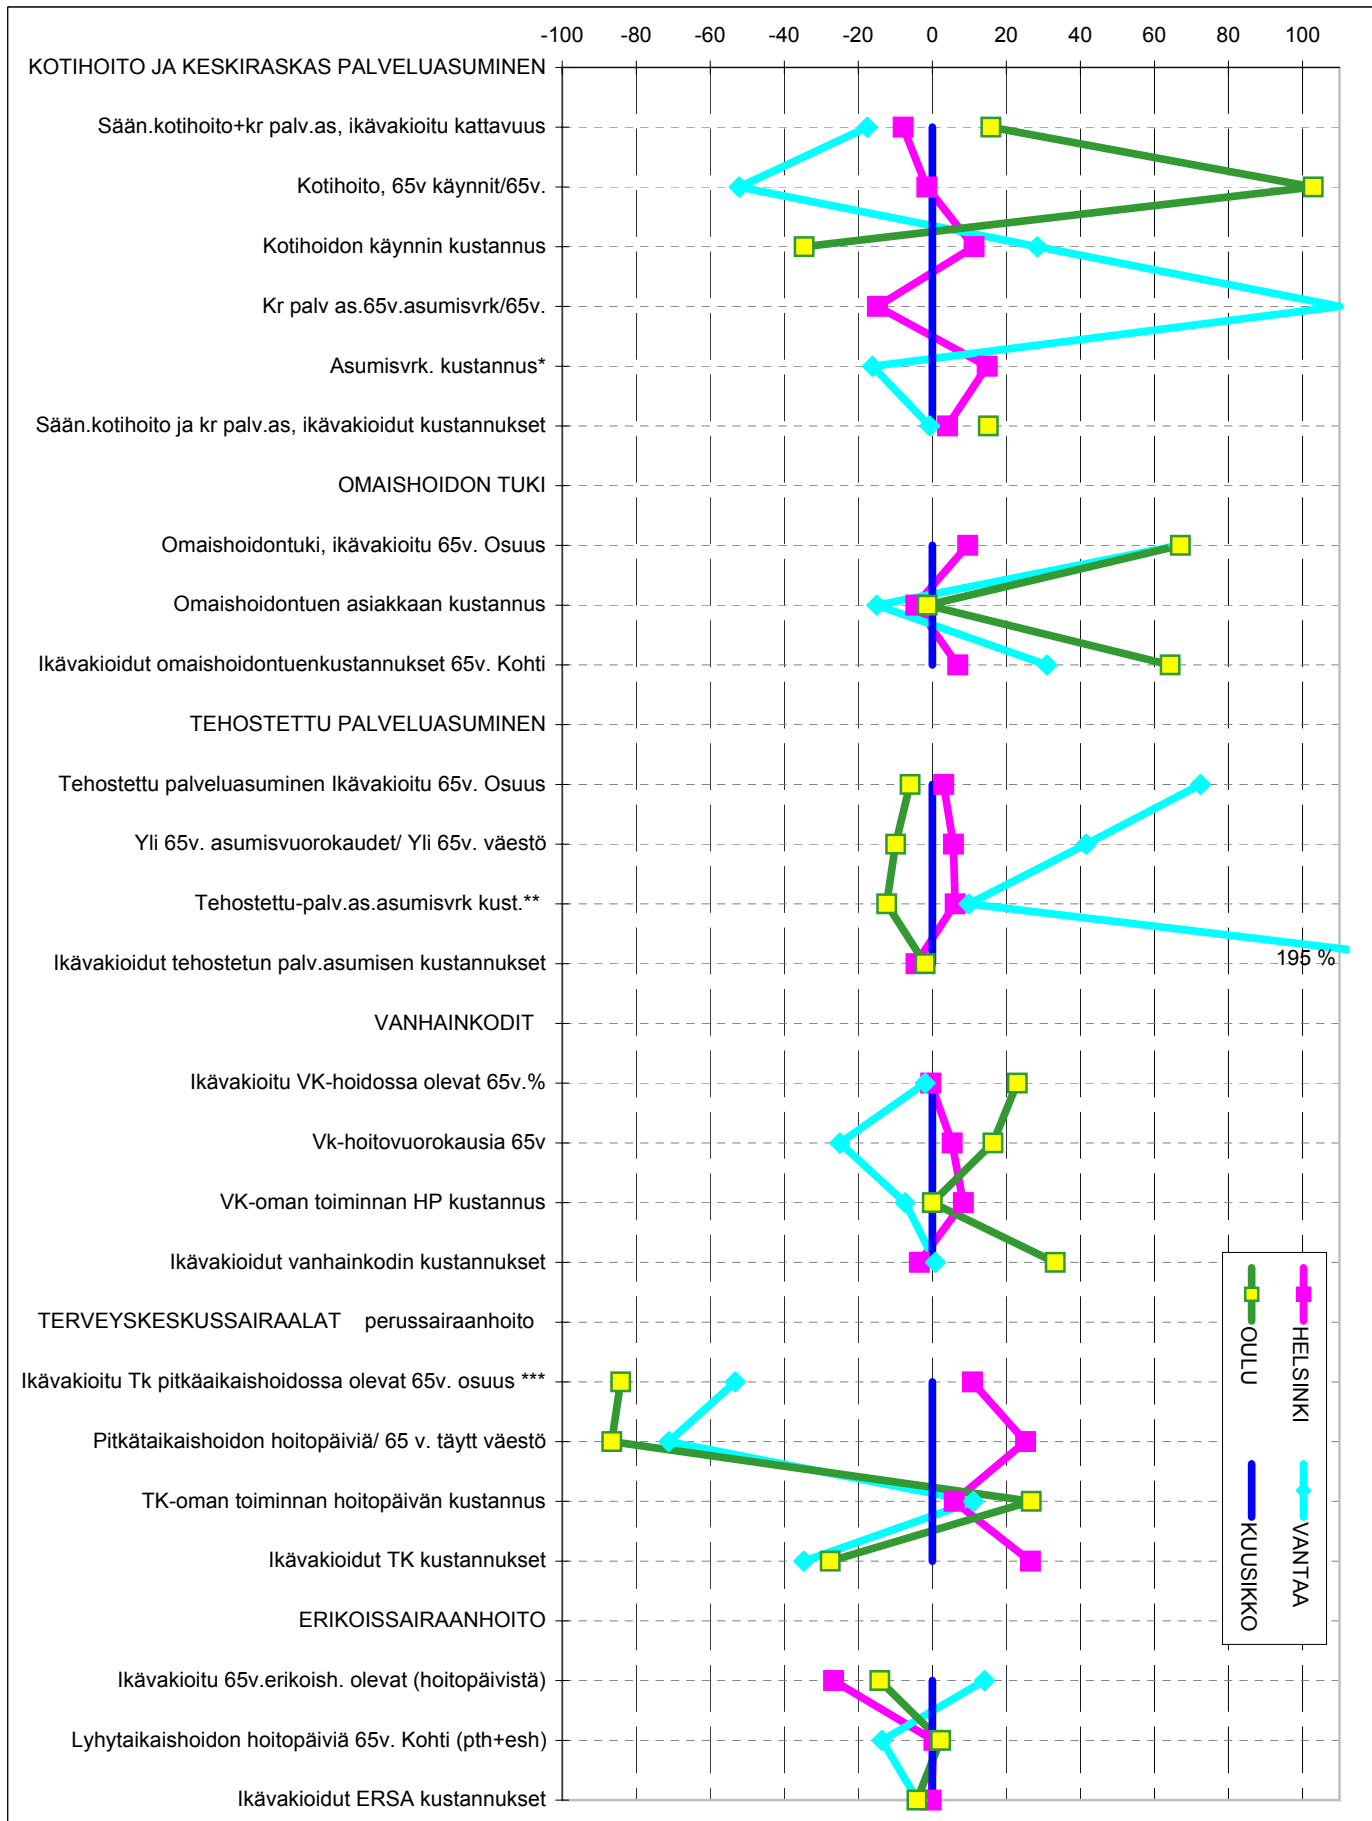 -100 -80 -60 -40 -20 0 20 40 60 80 100
KOTIHOITO JA KESKIRASKAS PALVELUASUMINEN
Sään.kotihoito+kr palv.as, ikävakioitu kattavuus
Kotihoito, 65v käynnit/65v.
Kotihoidon käynnin kustannus
Kr palv as.65v.asumisvrk/65v.
Asumisvrk. kustannus*
Sään.kotihoito ja kr palv.as, ikävakioidut kustannukset
OMAISHOIDON TUKI
Omaishoidontuki, ikävakioitu 65v. Osuus
Omaishoidontuen asiakkaan kustannus
Ikävakioidut omaishoidontuenkustannukset 65v. Kohti
TEHOSTETTU PALVELUASUMINEN
Tehostettu palveluasuminen Ikävakioitu 65v. Osuus
Yli 65v. asumisvuorokaudet/ Yli 65v. väestö
Tehostettu-palv.as.asumisvrk kust.**
Ikävakioidut tehostetun palv.asumisen kustannukset
195 %
VANHAINKODIT
Ikävakioitu VK-hoidossa olevat 65v.%
Vk-hoitovuorokausia 65v
VK-oman toiminnan HP kustannus
Ikävakioidut vanhainkodin kustannukset
TERVEYSKESKUSSAIRAALAT perussairaanhoito
Ikävakioitu Tk pitkäaikaishoidossa olevat 65v. osuus ***
Pitkätaikaishoidon hoitopäiviä/ 65 v. täytt väestö
TK-oman toiminnan hoitopäivän kustannus
Ikävakioidut TK kustannukset
ERIKOISSAIRAANHOITO
Ikävakioitu 65v.erikoish. olevat (hoitopäivistä)
Lyhytaikaishoidon hoitopäiviä 65v. Kohti (pth+esh)
Ikävakioidut ERSA kustannukset
HELSINKI
VANTAA
OULU
KUUSIKKO